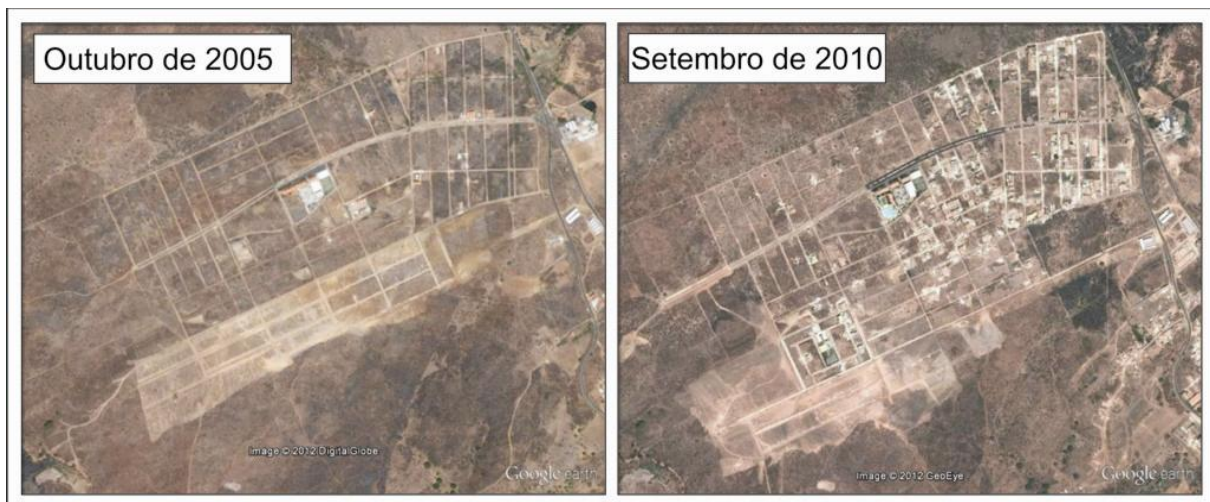 Outubro de 2005
Setembro de 2010
Image © 2012 DigitalGlobe
Google earth
Image © 2012 GeoEye
Google earth